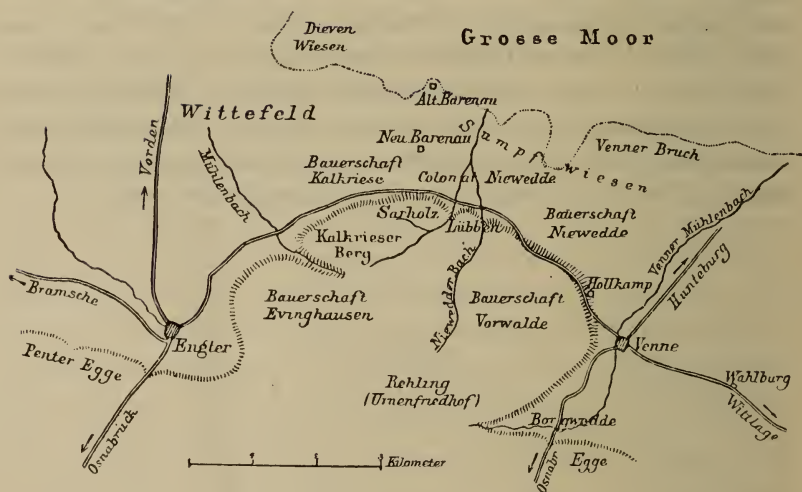 Dieven
Wiesen
Grosse Moor
Alt. Barenau
Wittefeld
Vorden
Mühlenbach
Neu. Barenau
Sumpf wiesen
Venner Bruch
Bauerschaft
Kalkriese
Colonat Niewedde
Sarholz
Lübben
Bauerschaft
Niewedde
Venner Mühlenbach
Kalkrieser
Berg
Hunteburg
Bramsche
Bauerschaft
Evinghausen
Niewedder Bach
Bauerschaft
Vorwalde
Hollkamp
Engter
Venne
Penter Egge
Wahlburg
Wittlage
Rehling
(Urnenfriedhof)
Osnabrück
Borgwedde
Kilometer
Osnabr
Egge